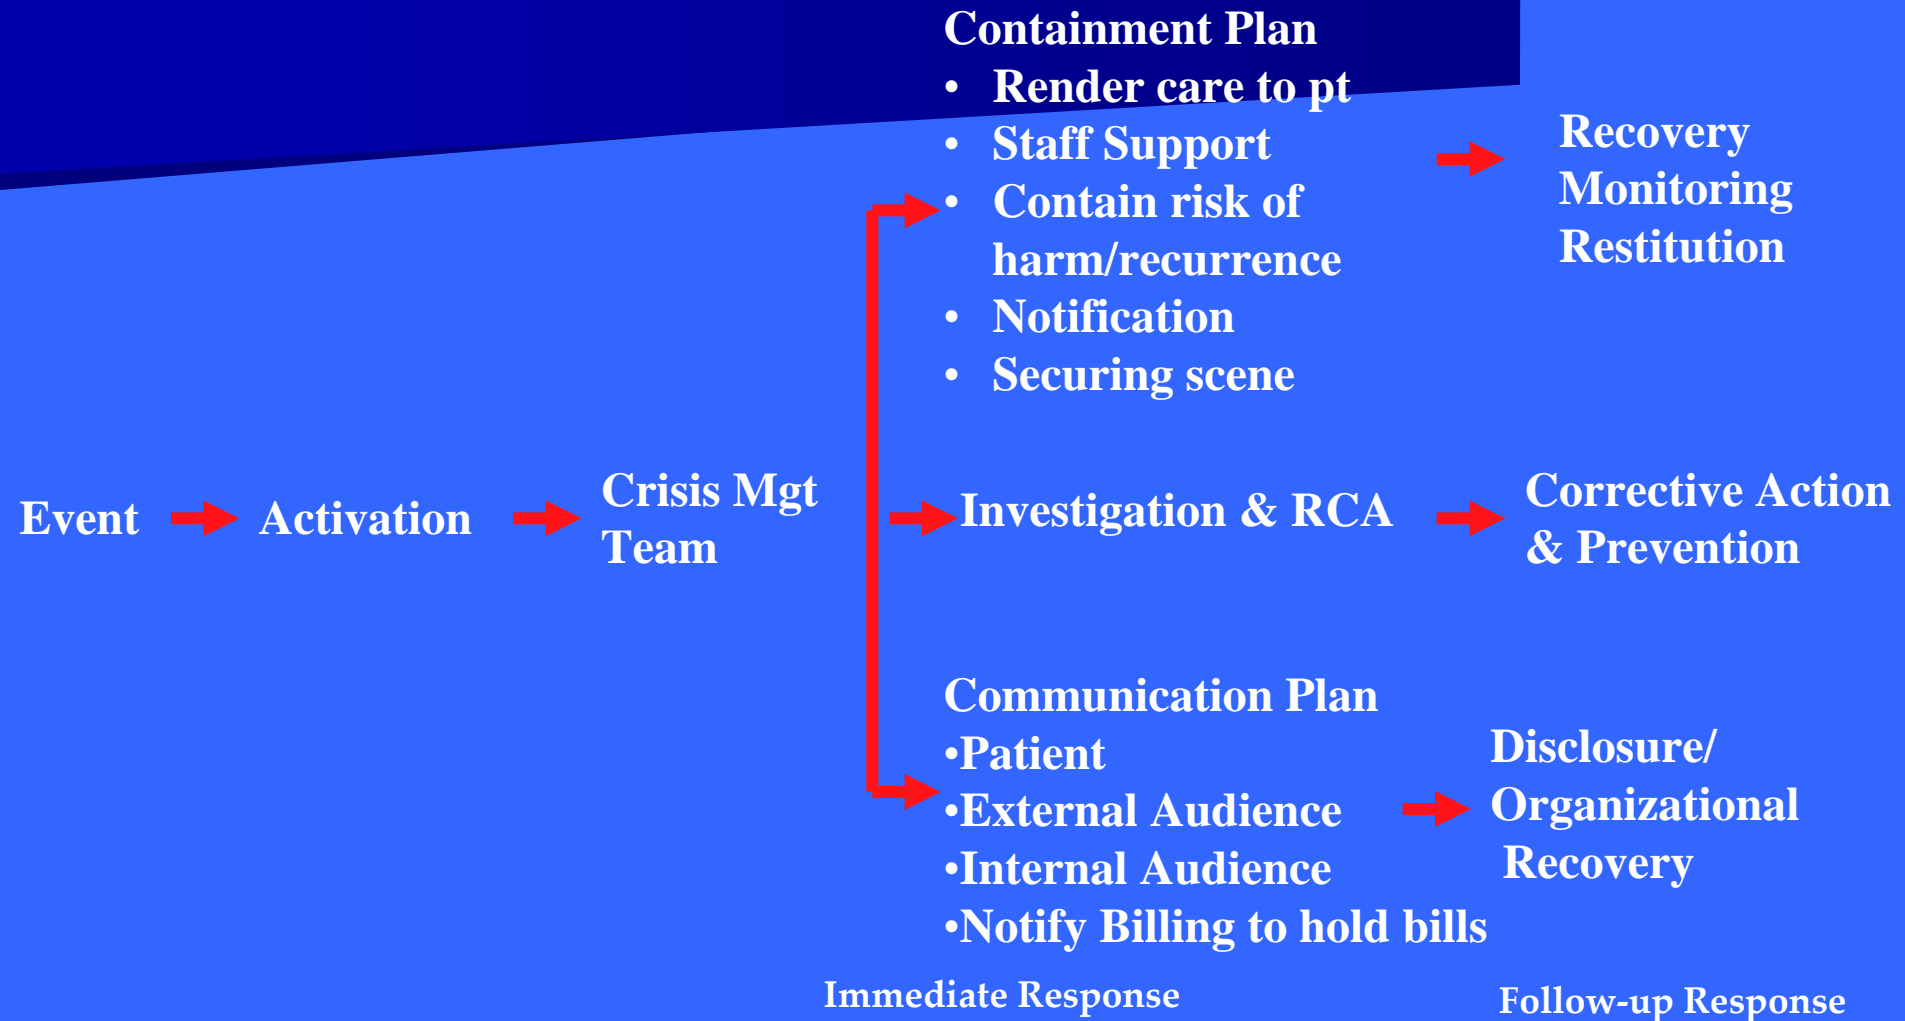 Containment Plan
• Render care to pt
• Staff Support
• Contain risk of
harm/recurrence
• Notification
• Securing scene
Recovery
Monitoring
Restitution
Event
Activation
Crisis Mgt
Team
Investigation & RCA
Corrective Action
& Prevention
Communication Plan
•Patient
•External Audience
•Internal Audience
•Notify Billing to hold bills
Disclosure/
Organizational
Recovery
Immediate Response
Follow-up Response